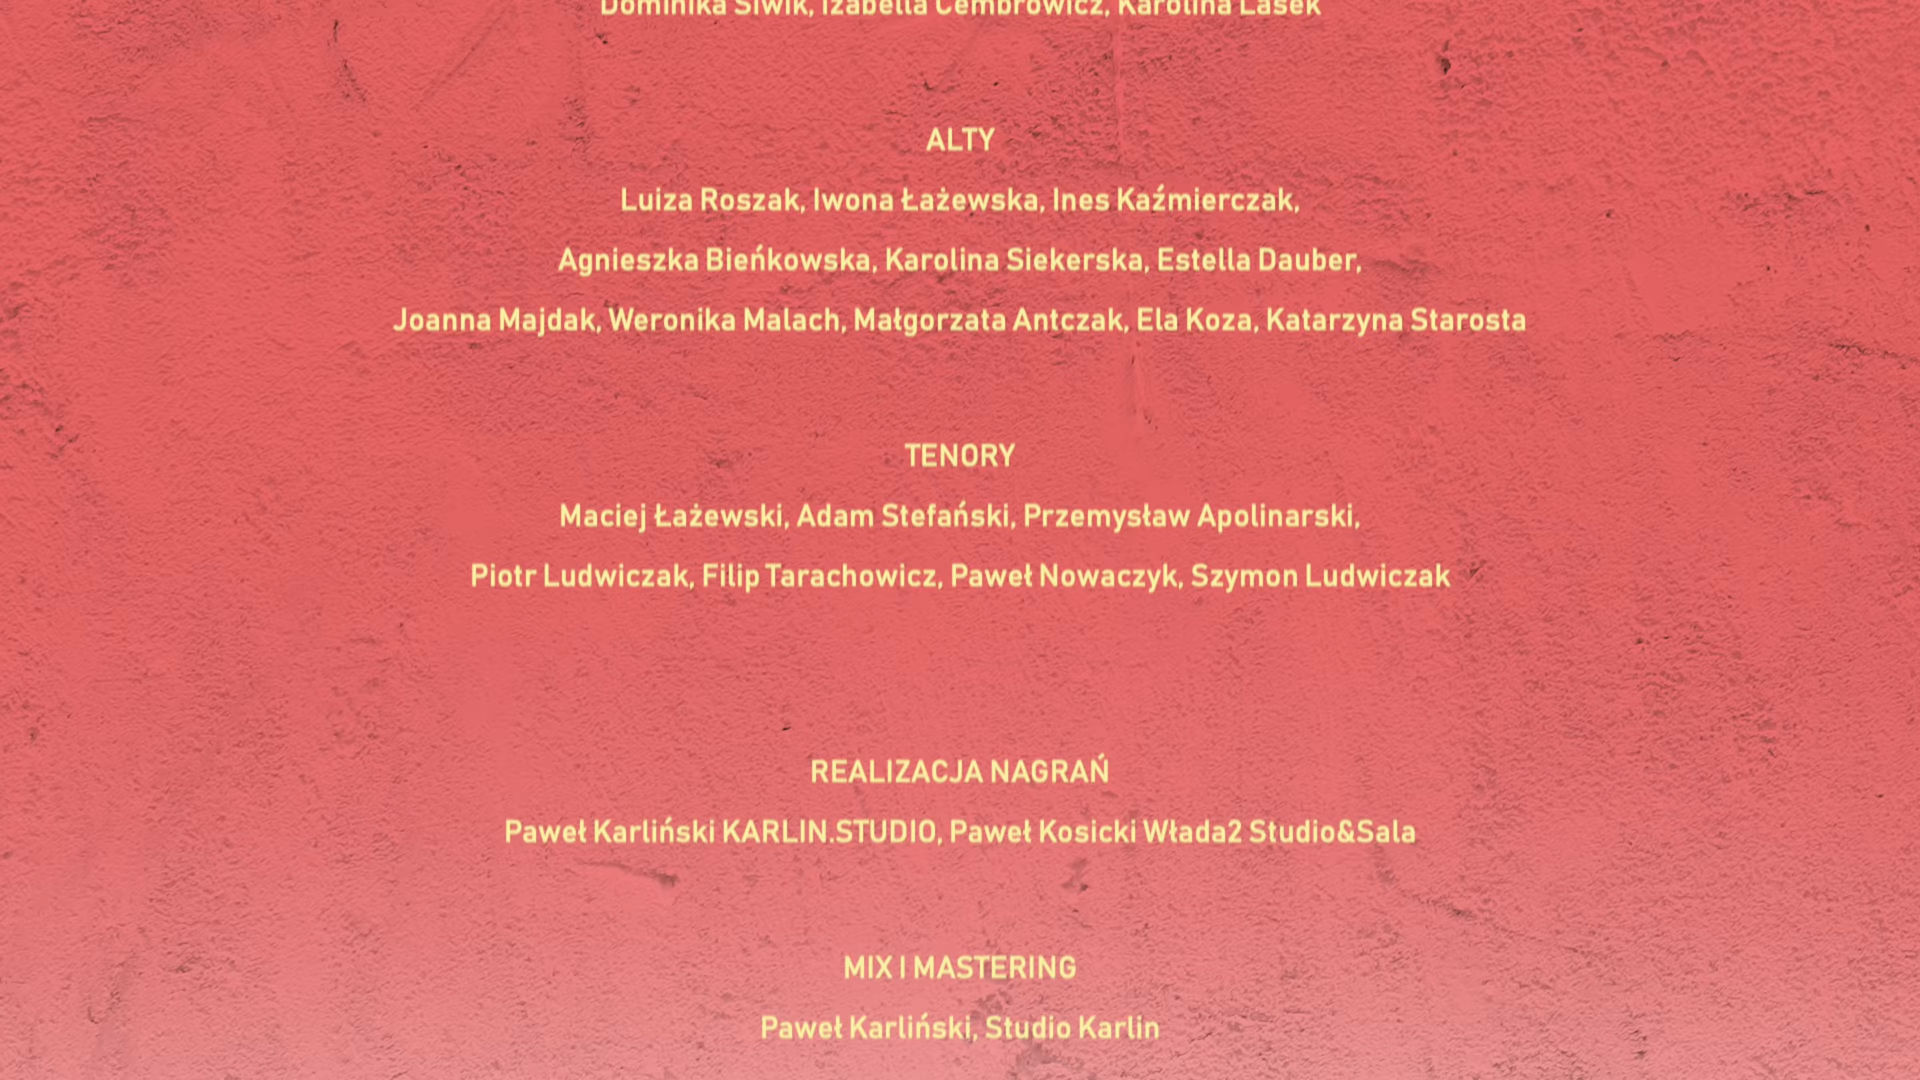 Dominika Siwik, Izabella Cembrowicz, Karolina Lasek
ALTY
Luiza Roszak, Iwona Łażewska, Ines Kaźmierczak,
Agnieszka Bieńkowska, Karolina Siekerska, Estella Dauber,
Joanna Majdak, Weronika Malach, Małgorzata Antczak, Ela Koza, Katarzyna Starosta
TENORY
Maciej Łażewski, Adam Stefański, Przemysław Apolinarski,
Piotr Ludwiczak, Filip Tarachowicz, Paweł Nowaczyk, Szymon Ludwiczak
REALIZACJA NAGRAŃ
Paweł Karliński KARLIN.STUDIO, Paweł Kosicki Włada2 Studio&Sala
MIX I MASTERING
Paweł Karliński, Studio Karlin